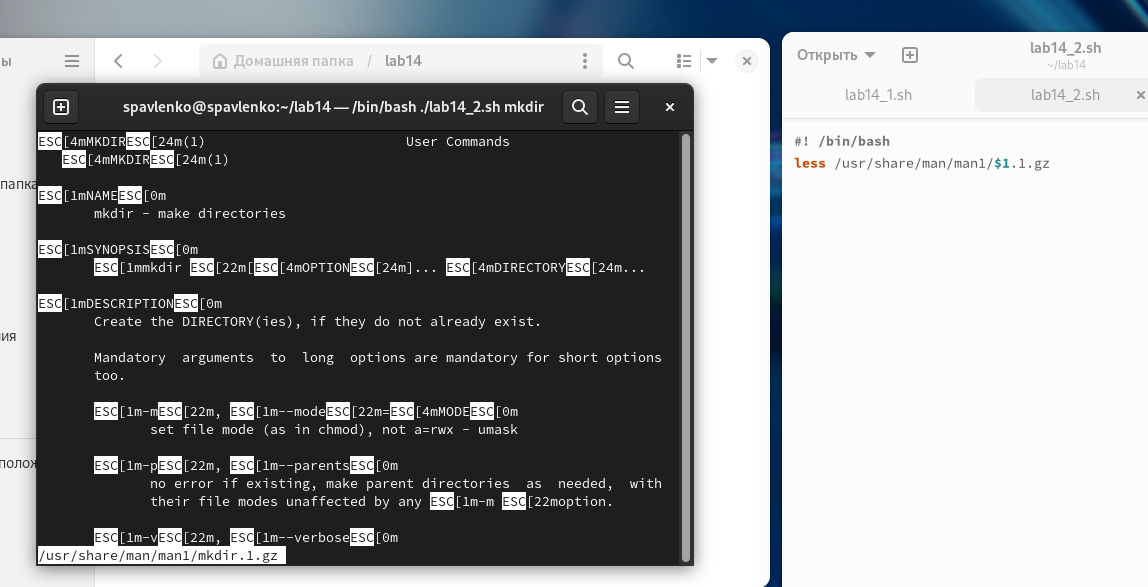 ы
Домашняя папка / lab14
папка
ния
полож
spavlenko@spavlenko:~/lab14 — /bin/bash ./lab14_2.sh mkdir
ESC[4mMKDIRESC[24m(1) User Commands
ESC[4mMKDIRESC[24m(1)
ESC[1mNAMEESC[0m
mkdir - make directories
ESC[1mSYNOPSISESC[0m
ESC[1mmkdir ESC[22m[ESC[4mOPTIONESC[24m]... ESC[4mDIRECTORYESC[24m...
ESC[1mDESCRIPTIONESC[0m
Create the DIRECTORY(ies), if they do not already exist.
Mandatory arguments to long options are mandatory for short options
too.
ESC[1m-mESC[22m, ESC[1m--modeESC[22m=ESC[4mMODEESC[0m
set file mode (as in chmod), not a=rwx - umask
ESC[1m-pESC[22m, ESC[1m--parentsESC[0m
no error if existing, make parent directories as needed, with
their file modes unaffected by any ESC[1m-m ESC[22moption.
ESC[1m-vESC[22m, ESC[1m--verboseESC[0m
/usr/share/man/man1/mkdir.1.gz
Открыть
lab14_2.sh
~/lab14
lab14_1.sh
lab14_2.sh
#! /bin/bash
less /usr/share/man/man1/$1.1.gz